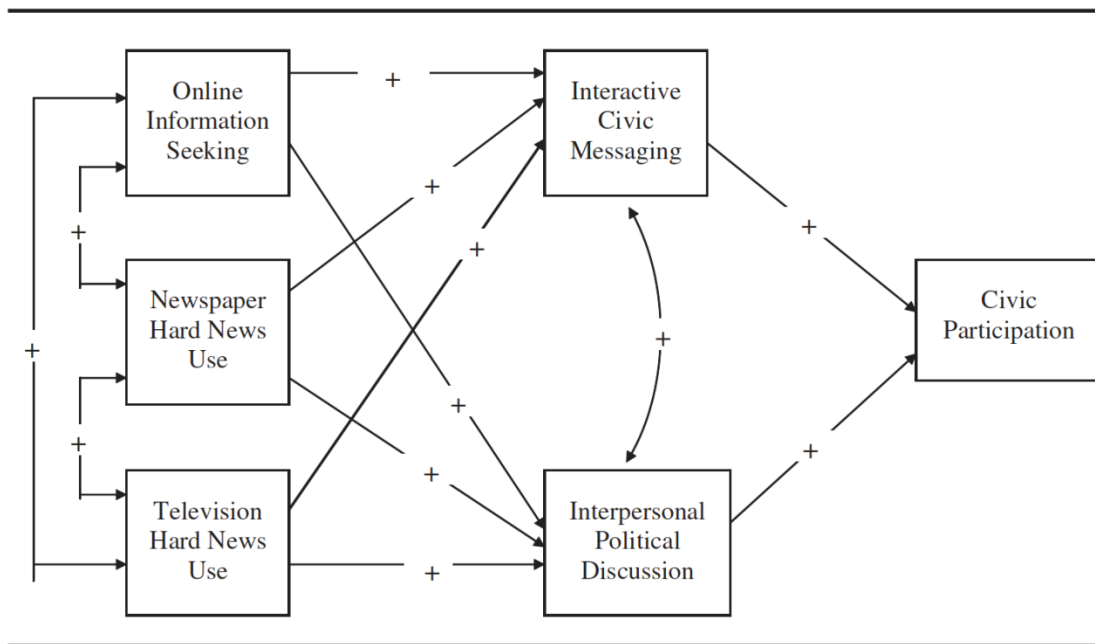 Online
Information
Seeking
+
Interactive
Civic
Messaging
+
+
+
+
Newspaper
Hard News
Use
Civic
Participation
+
+
+
+
+
+
Television
Hard News
Use
+
Interpersonal
Political
Discussion
+